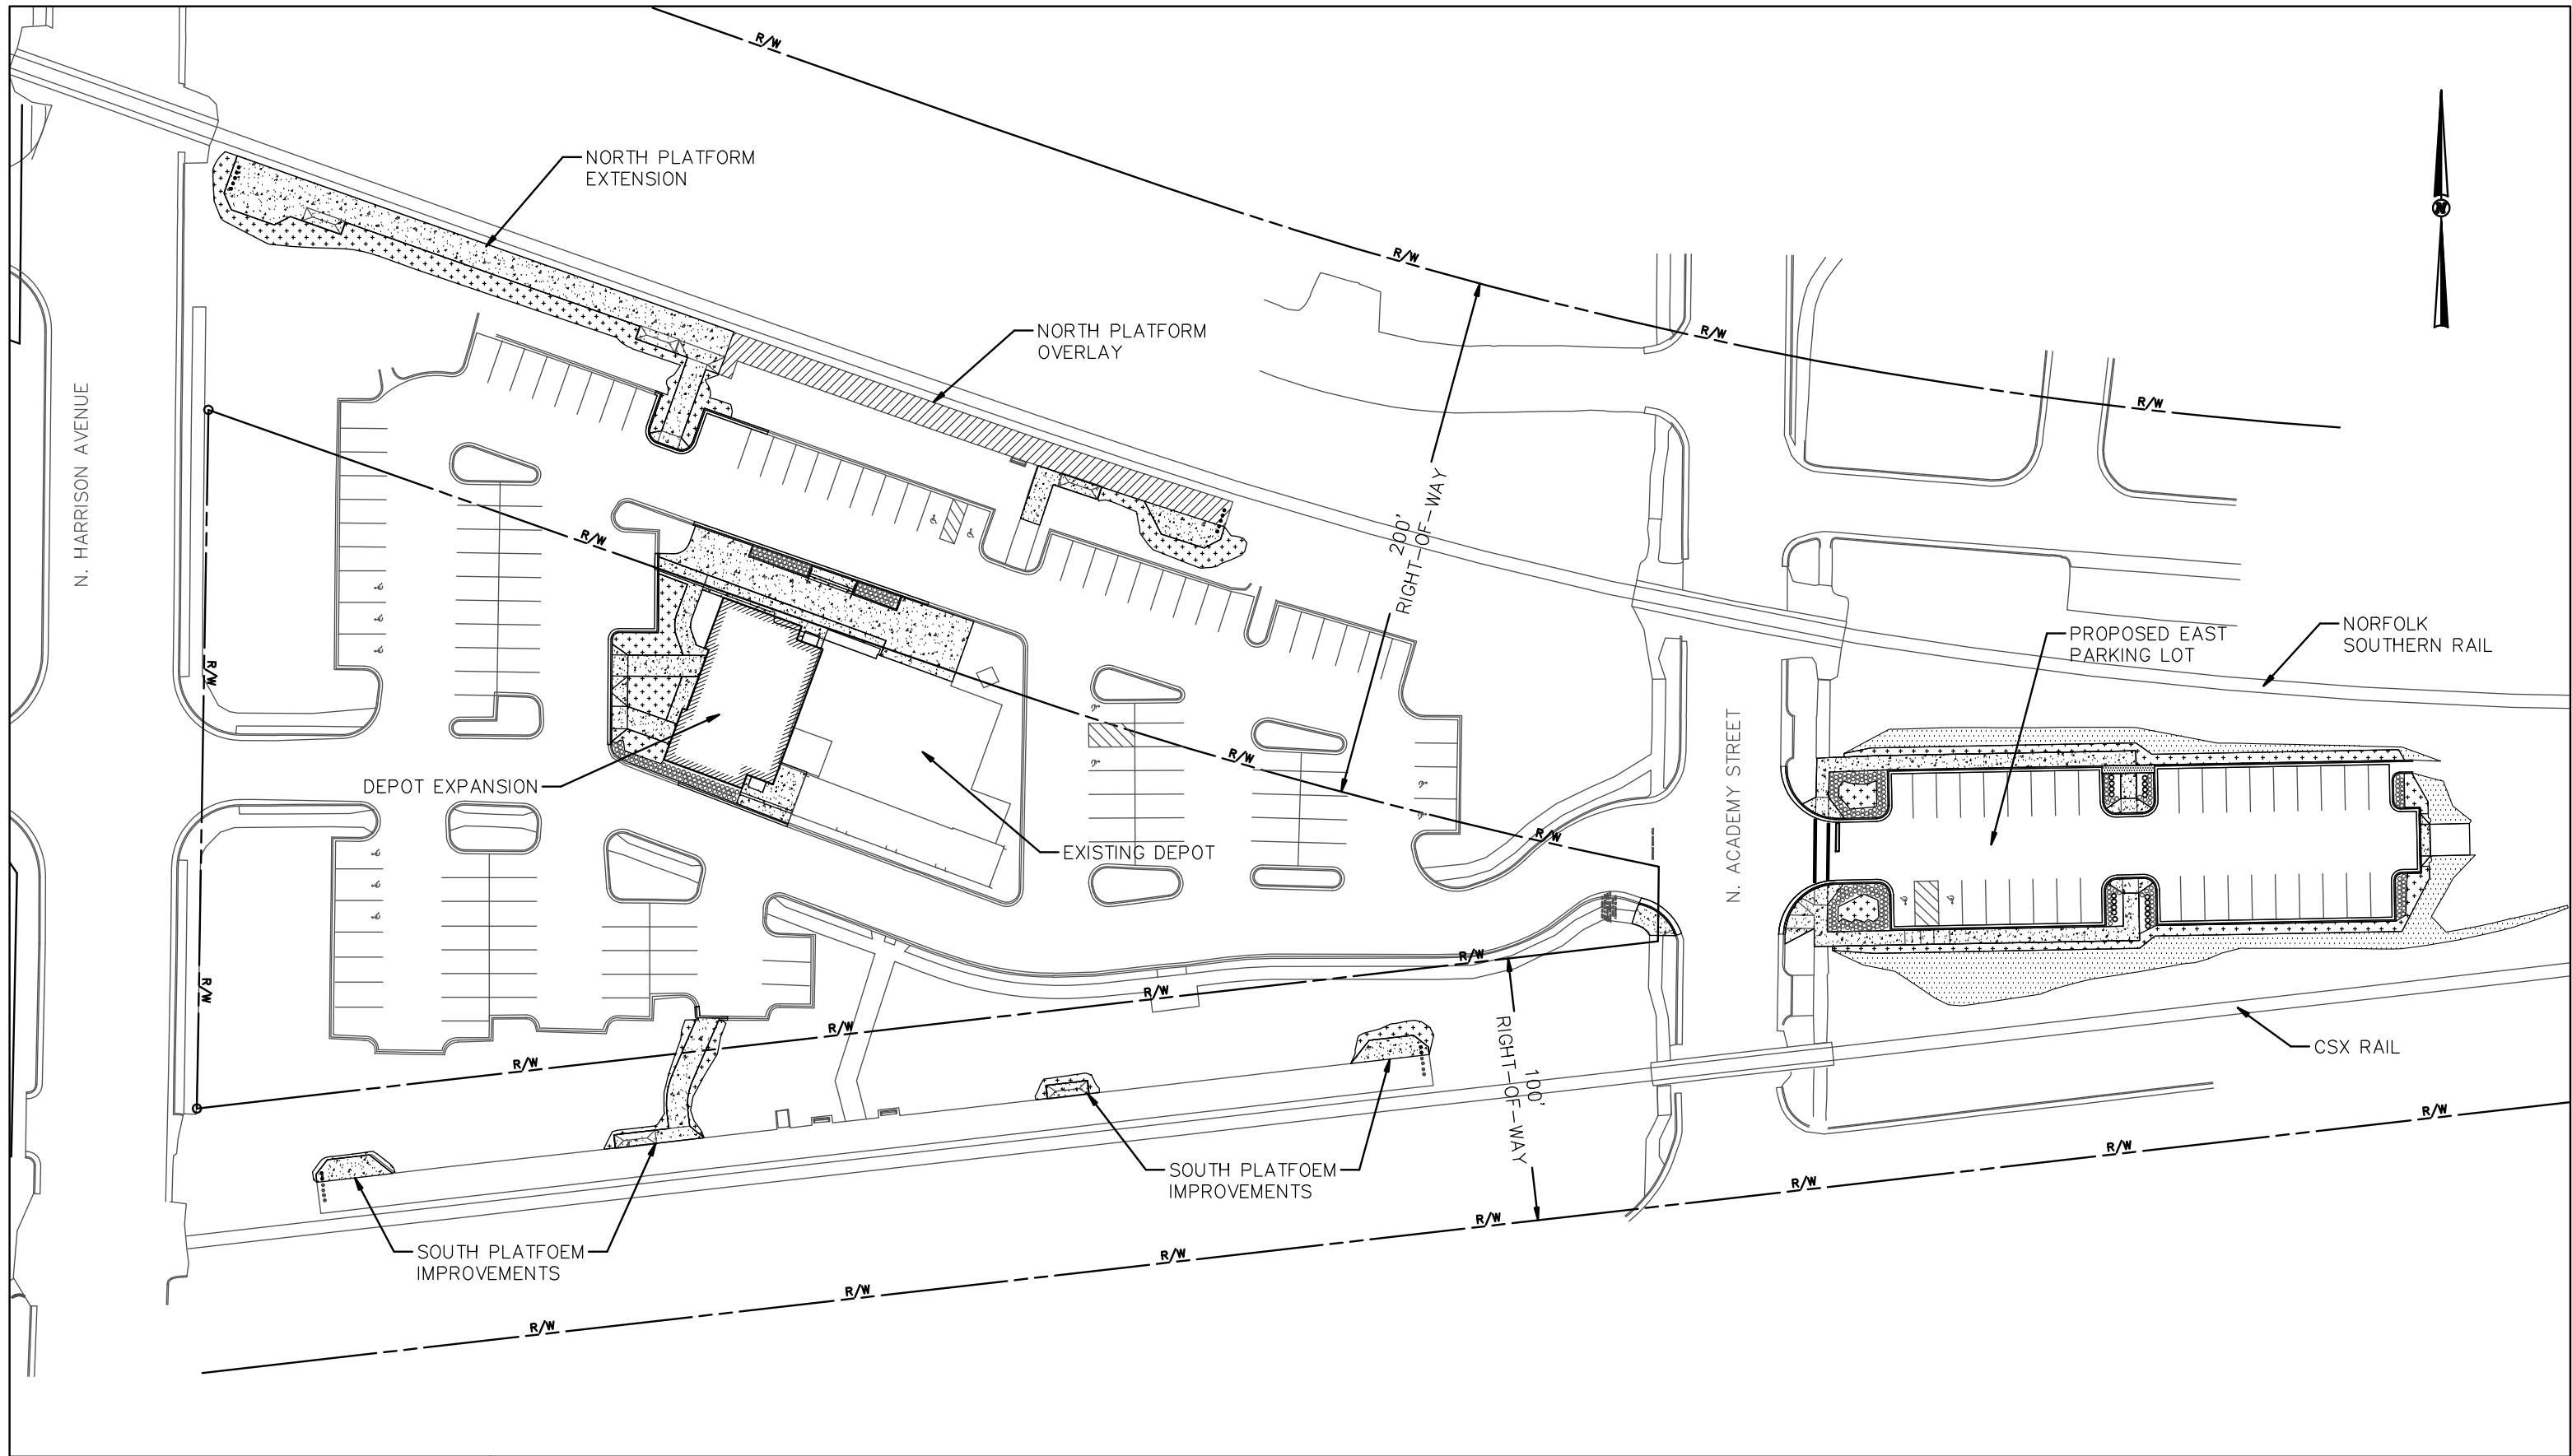 R/W
NORTH PLATFORM
EXTENSION
N
R/W
NORTH PLATFORM
OVERLAY
R/W
R/W
N. HARRISON AVENUE
200'
RIGHT-OF-WAY
R/W
NORFOLK
SOUTHERN RAIL
PROPOSED EAST
PARKING LOT
R/W
R/W
N. ACADEMY STREET
DEPOT EXPANSION
EXISTING DEPOT
R/W
R/W
R/W
R/W
R/W
R/W
100'
RIGHT-OF-WAY
CSX RAIL
SOUTH PLATFOEM
IMPROVEMENTS
SOUTH PLATFOEM
IMPROVEMENTS
R/W
R/W
R/W
R/W
R/W
R/W
R/W